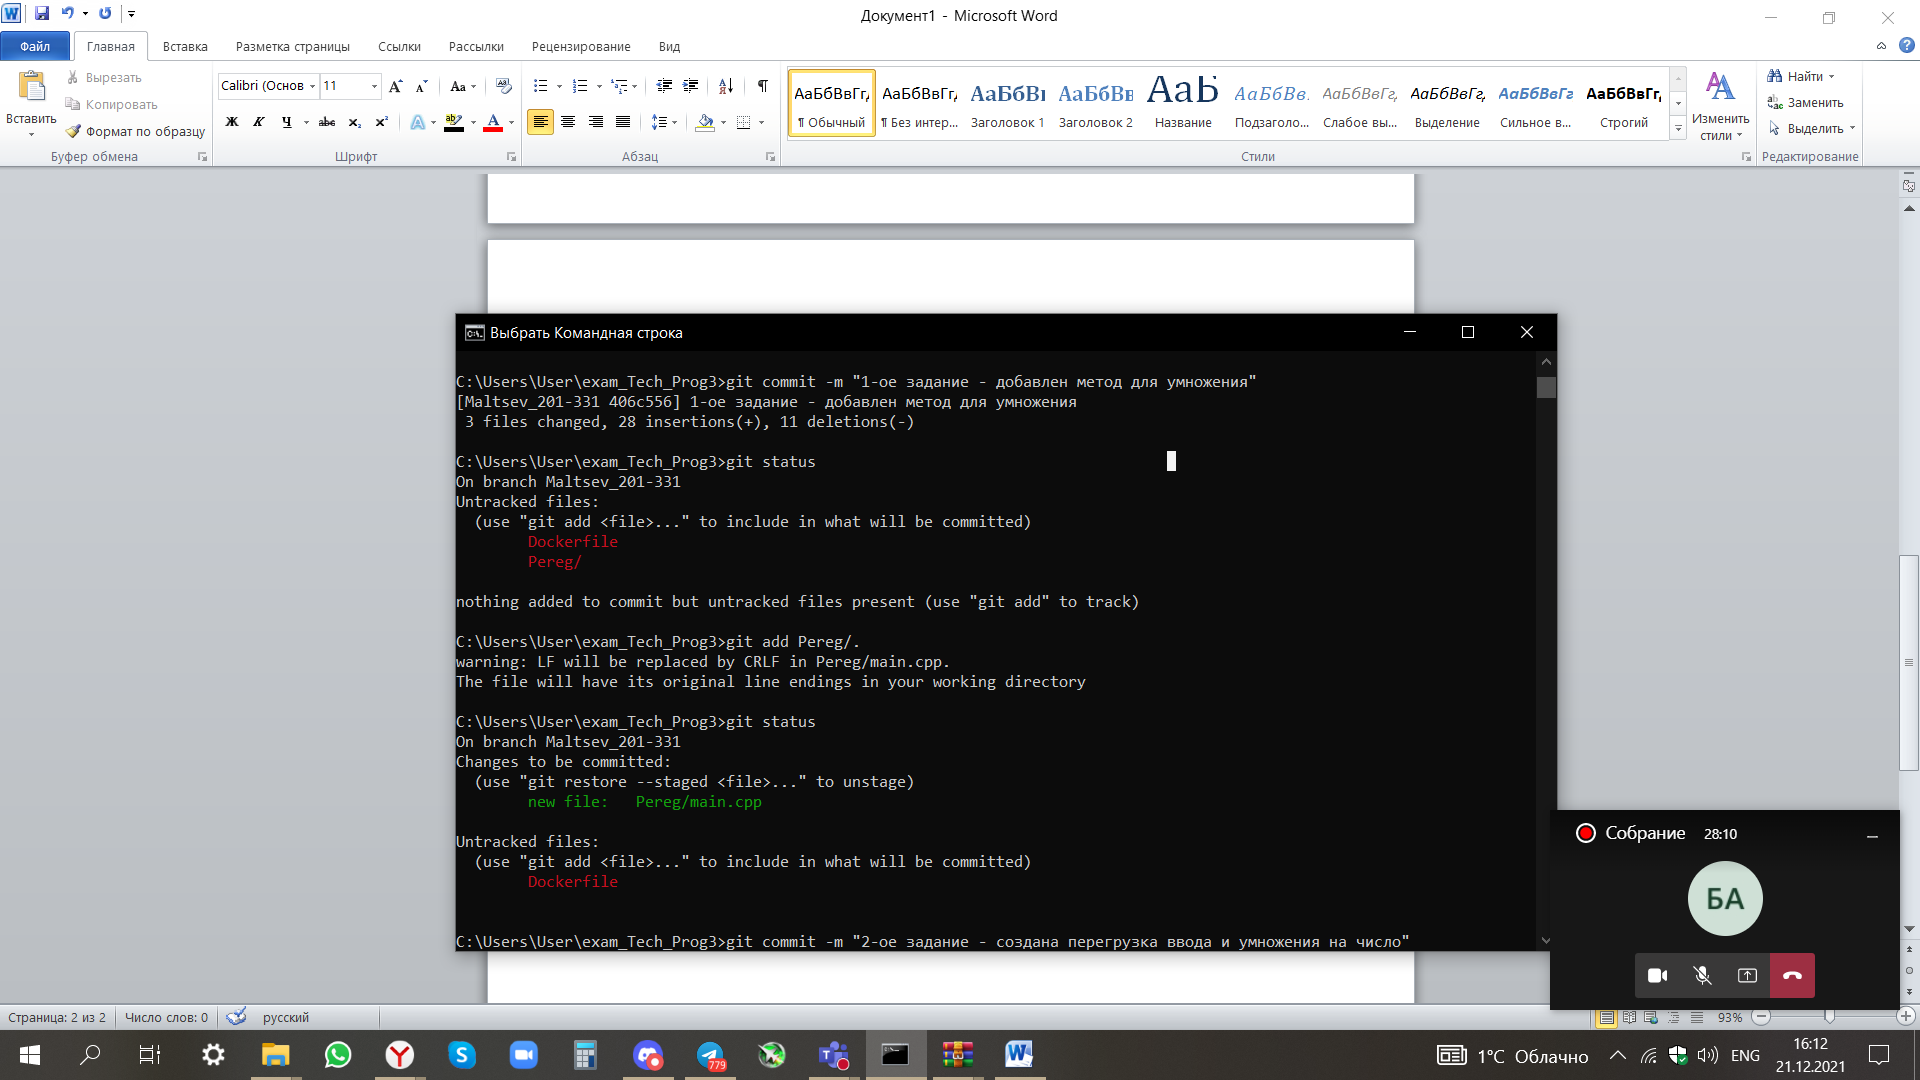 Документ1 - Microsoft Word
Файл Главная Вставка Разметка страницы Ссылки Рассылки Рецензирование Вид
Вставить
Вырезать
Копировать
Формат по образцу
Буфер обмена
Calibri (Основ 11
Шрифт
Абзац
АаБбВвГг, АаБбВвГг, АаБбВı АаБбВв АаБ АаБбВв. АаБбВвГг, АаБбВвГг, АаБбВвГг АаБбВвГг,
¶ Обычный ¶ Без интер... Заголовок 1 Заголовок 2 Название Подзаголо... Слабое вы... Выделение Сильное в... Строгий
Стили
Изменить стили
Найти
Заменить
Выделить
Редактирование
Выбрать Командная строка
C:\Users\User\exam_Tech_Prog3>git commit -m "1-ое задание - добавлен метод для умножения"
[Maltsev_201-331 406c556] 1-ое задание - добавлен метод для умножения
3 files changed, 28 insertions(+), 11 deletions(-)
C:\Users\User\exam_Tech_Prog3>git status
On branch Maltsev_201-331
Untracked files:
(use "git add <file>..." to include in what will be committed)
Dockerfile
Pereg/
nothing added to commit but untracked files present (use "git add" to track)
C:\Users\User\exam_Tech_Prog3>git add Pereg/.
warning: LF will be replaced by CRLF in Pereg/main.cpp.
The file will have its original line endings in your working directory
C:\Users\User\exam_Tech_Prog3>git status
On branch Maltsev_201-331
Changes to be committed:
(use "git restore --staged <file>..." to unstage)
new file:   Pereg/main.cpp
Untracked files:
(use "git add <file>..." to include in what will be committed)
Dockerfile
C:\Users\User\exam_Tech_Prog3>git commit -m "2-ое задание - создана перегрузка ввода и умножения на число"
Собрание 28:10
БА
Страница: 2 из 2 Число слов: 0 русский 93%
779
1°C Облачно ENG
16:12
21.12.2021